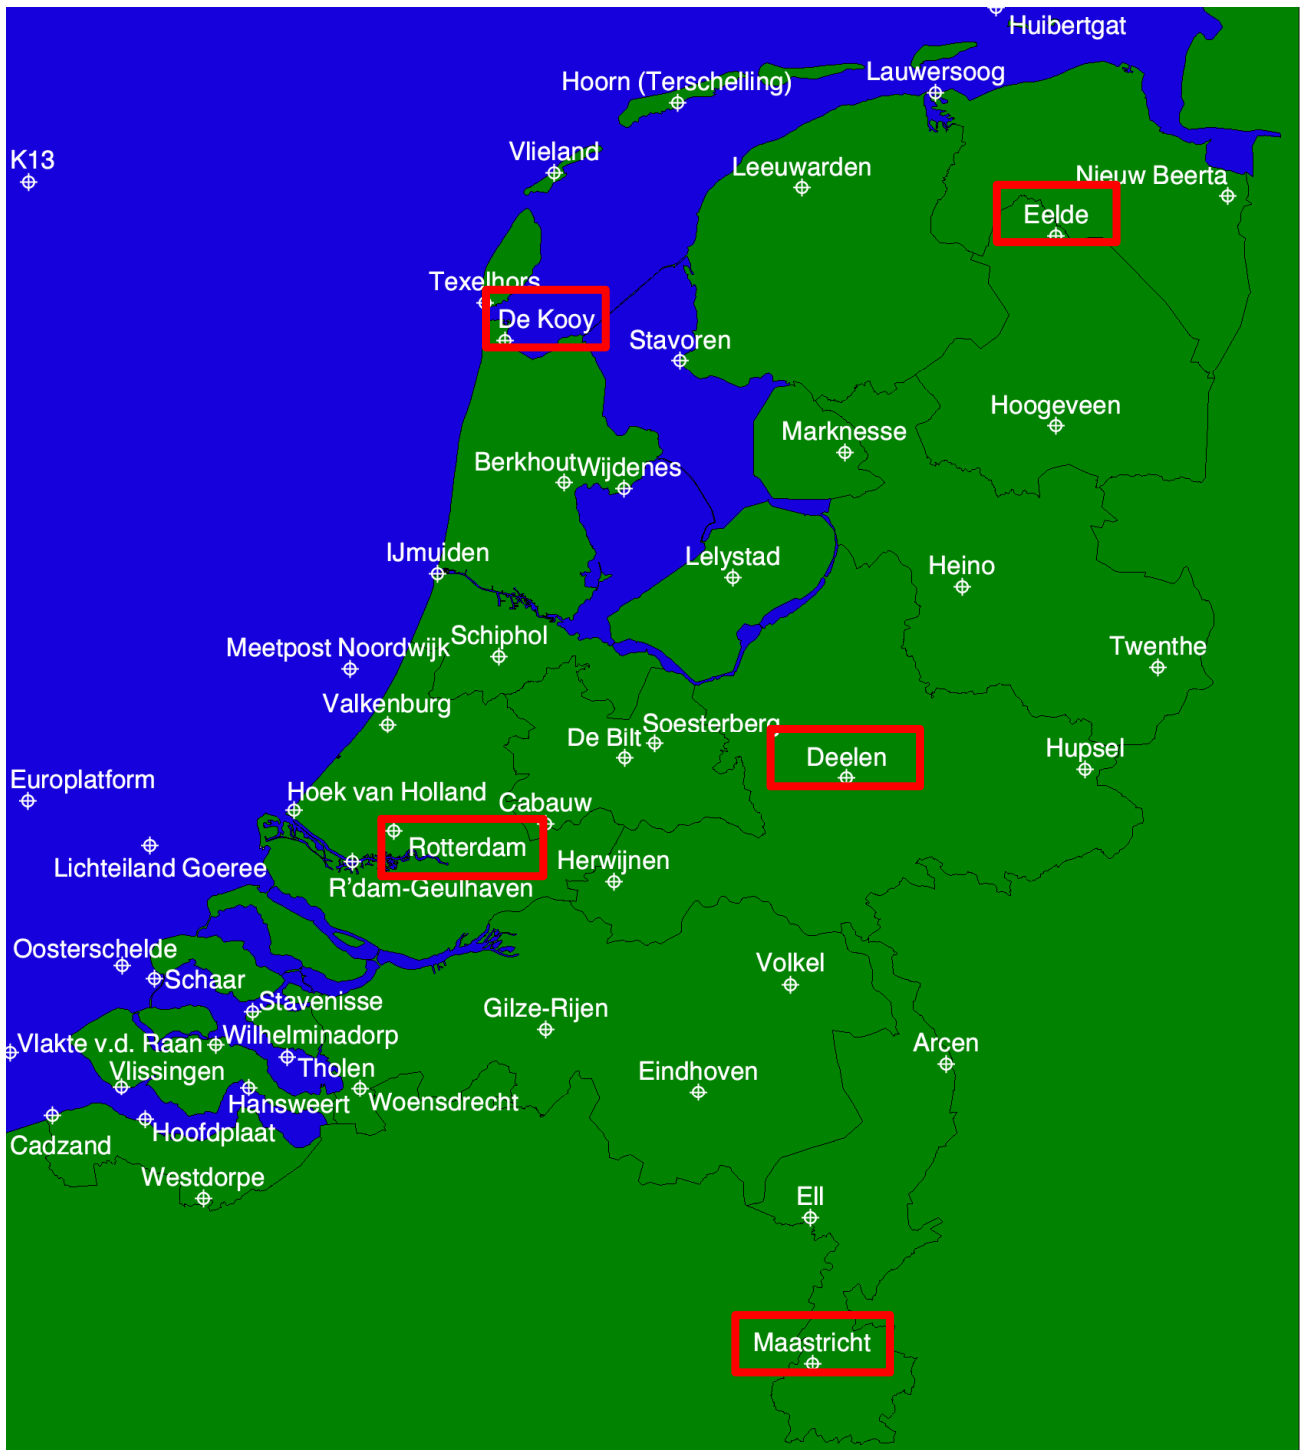 Huibertgat
Lauwersoog
Hoorn (Terschelling)
Vlieland
K13
Leeuwarden
Nieuw Beerta
Eelde
Texelhors
De Kooy
Stavoren
Hoogeveen
Marknesse
Berkhout
Wijdenes
IJmuiden
Lelystad
Heino
Schiphol
Meetpost Noordwijk
Twenthe
Valkenburg
Soesterberg
De Bilt
Deelen
Hupsel
Europlatform
Hoek van Holland
Cabauw
Rotterdam
Herwijnen
Lichteiland Goeree
R'dam-Geulhaven
Oosterschelde
Volkel
Schaar
Stavenisse
Gilze-Rijen
Wilhelminadorp
Vlakte v.d. Raan
Arcen
Tholen
Vlissingen
Eindhoven
Hansweert
Woensdrecht
Hoofdplaat
Cadzand
Westdorpe
Ell
Maastricht